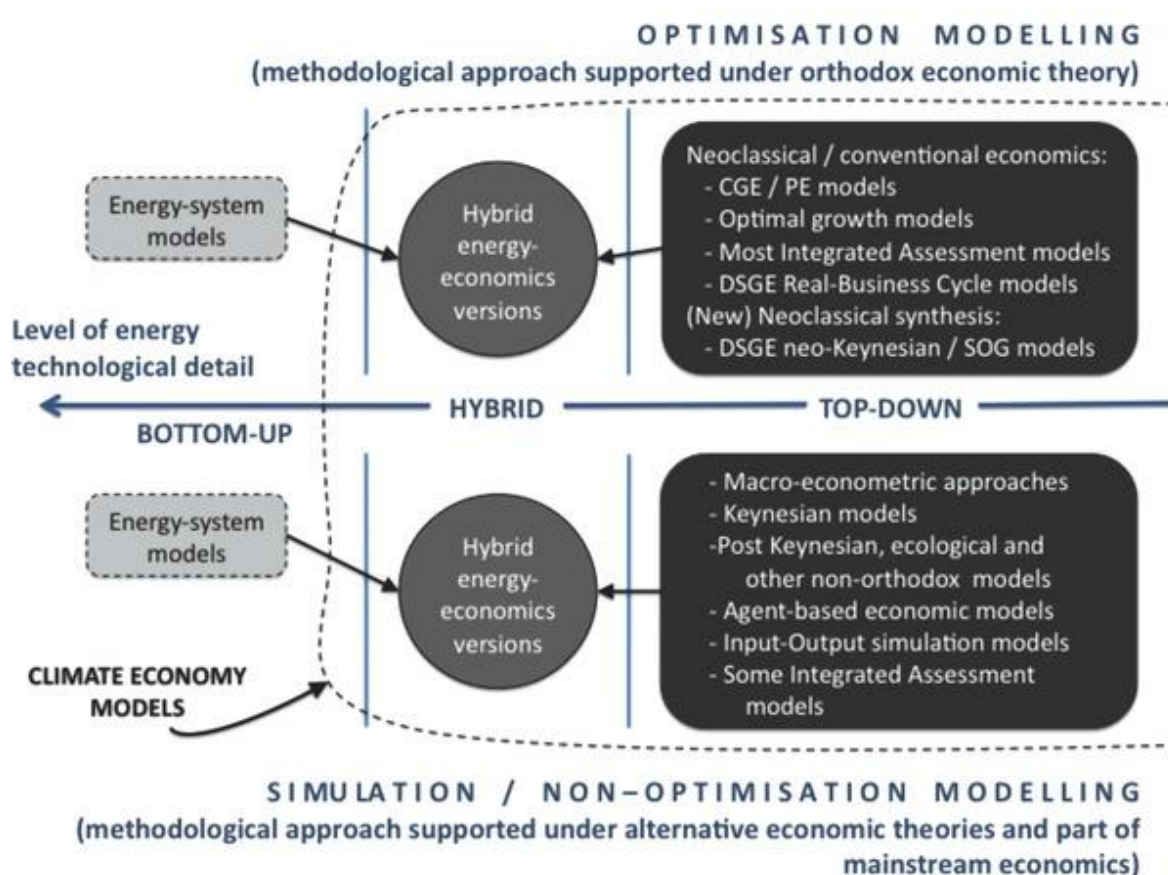 OPTIMISATION MODELLING
(methodological approach supported under orthodox economic theory)
Energy-system
models
Hybrid
energy-
economics
versions
Neoclassical / conventional economics:
- CGE / PE models
- Optimal growth models
- Most Integrated Assessment models
- DSGE Real-Business Cycle models
(New) Neoclassical synthesis:
- DSGE neo-Keynesian / SOG models
Level of energy
technological detail
BOTTOM-UP
HYBRID
TOP-DOWN
Energy-system
models
Hybrid
energy-
economics
versions
- Macro-econometric approaches
- Keynesian models
-Post Keynesian, ecological and
other non-orthodox models
- Agent-based economic models
- Input-Output simulation models
- Some Integrated Assessment
models
CLIMATE ECONOMY
MODELS
SIMULATION / NON–OPTIMISATION MODELLING
(methodological approach supported under alternative economic theories and part of
mainstream economics)